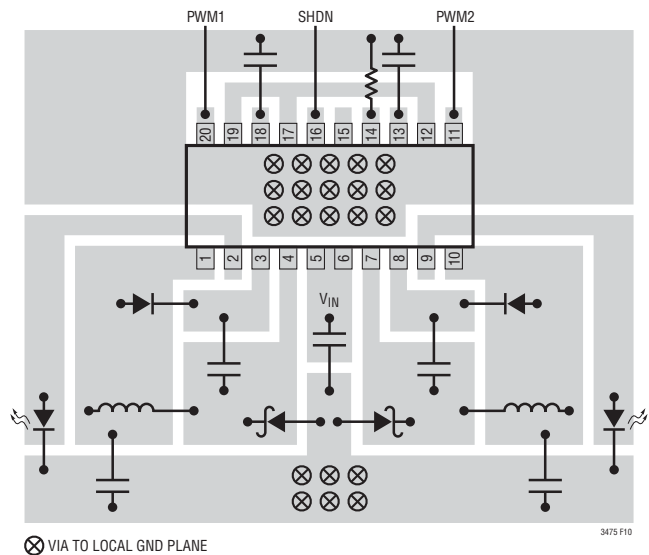 PWM1 SHDN PWM2
20 19 18 17 16 15 14 13 12 11
1 2 3 4 5 6 7 8 9 10
VIN
3475 F10
VIA TO LOCAL GND PLANE